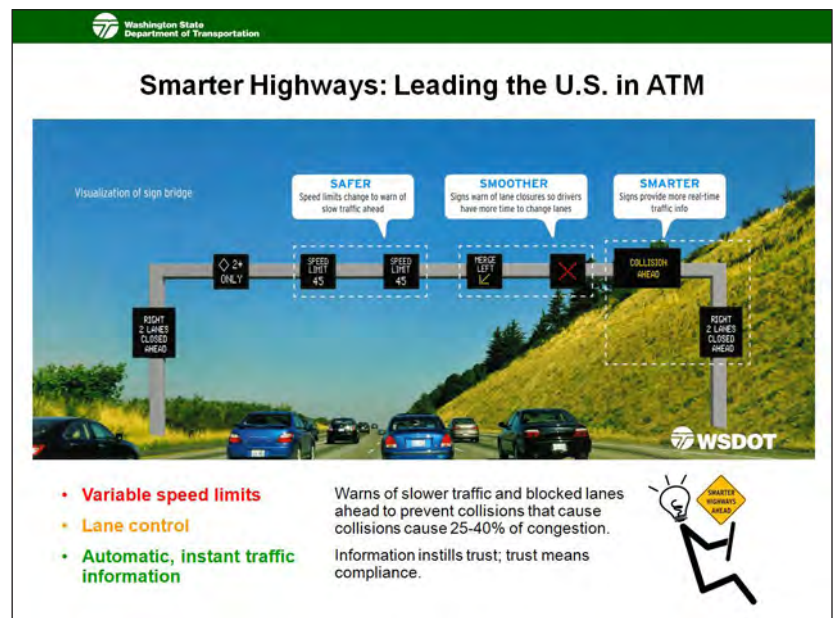 Washington State
Department of Transportation
Smarter Highways: Leading the U.S. in ATM
Visualization of sign bridge
SAFER
Speed limits change to warn of
slow traffic ahead
SMOOTHER
Signs warn of lane closures so drivers
have more time to change lanes
SMARTER
Signs provide more real-time
traffic info
2+
ONLY
SPEED
LIMIT
45
SPEED
LIMIT
45
MERGE
LEFT
COLLISION
AHEAD
RIGHT
2 LANES
CLOSED
AHEAD
RIGHT
2 LANES
CLOSED
AHEAD
WSDOT
• Variable speed limits
• Lane control
• Automatic, instant traffic
information
Warns of slower traffic and blocked lanes
ahead to prevent collisions that cause
collisions cause 25-40% of congestion.
Information instills trust; trust means
compliance.
SMARTER
HIGHWAYS
AHEAD